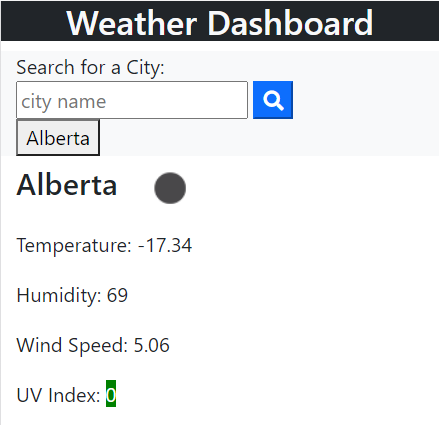 Weather Dashboard
Search for a City:
city name
Alberta
Alberta
Temperature: -17.34
Humidity: 69
Wind Speed: 5.06
UV Index: 0